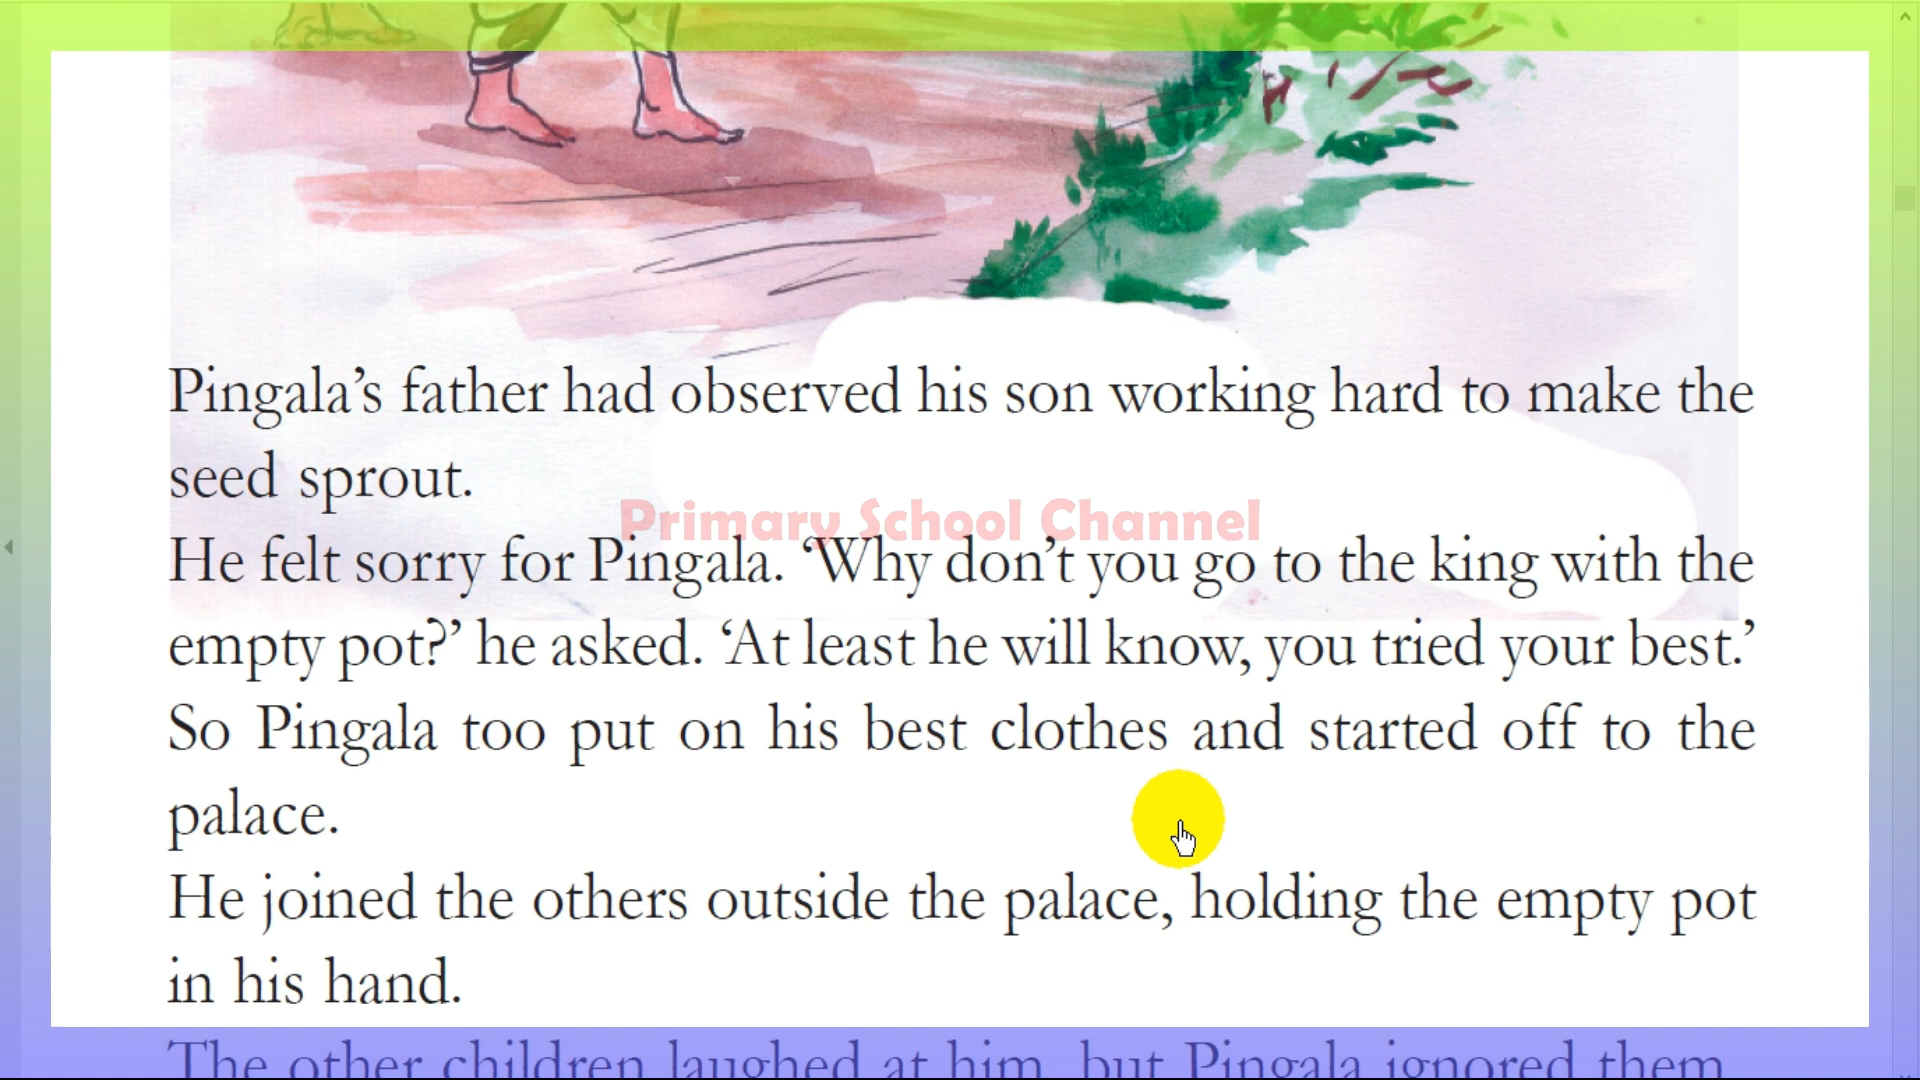 Pingala’s father had observed his son working hard to make the
seed sprout.
Primary School Channel
He felt sorry for Pingala. ‘Why don’t you go to the king with the
empty pot?’ he asked. ‘At least he will know, you tried your best.’
So Pingala too put on his best clothes and started off to the
palace.
He joined the others outside the palace, holding the empty pot
in his hand.
The other children laughed at him, but Pingala ignored them